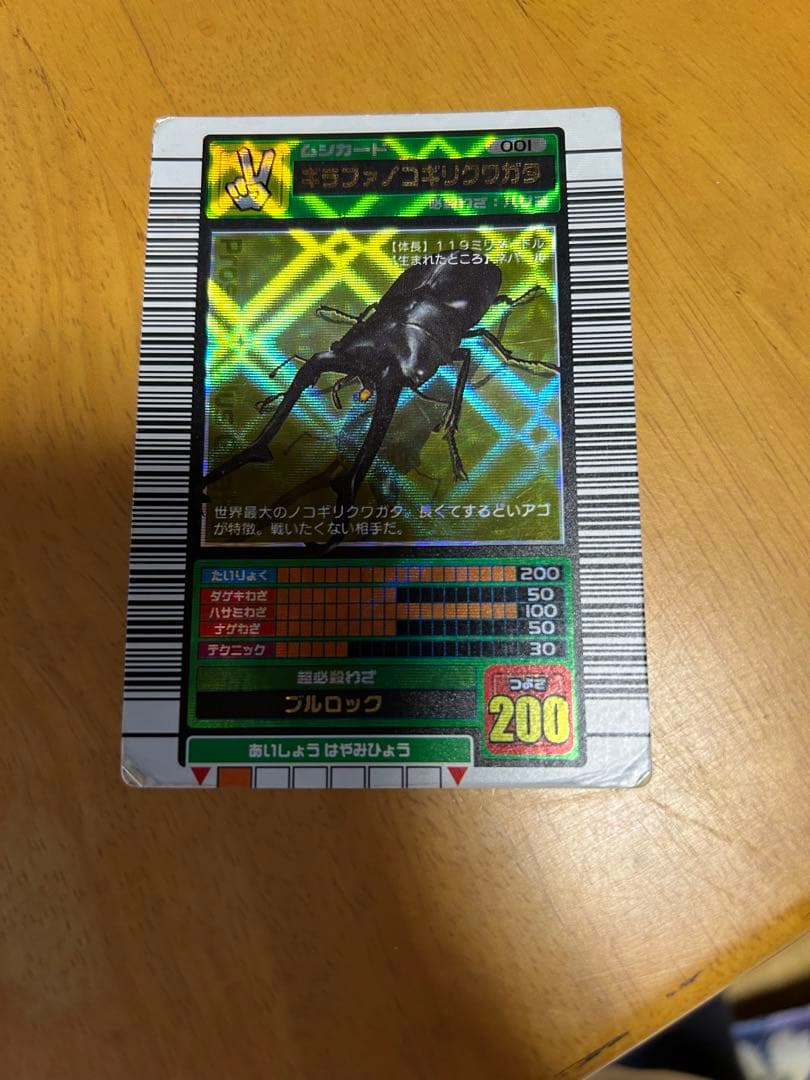 ムシカード 001
ギラファノコギリクワガタ
必殺わざ:ハサミ
【体長】119ミリメートル
【生まれたところ】ネパール
Pros
世界最大のノコギリクワガタ。長くてするどいアゴ
が特徴。戦いたくない相手だ。
たいりょく 200
ダゲキわざ 50
ハサミわざ 100
ナゲわざ 50
テクニック 30
超必殺わざ
ブルロック
つよさ
200
あいしょう はやみひょう